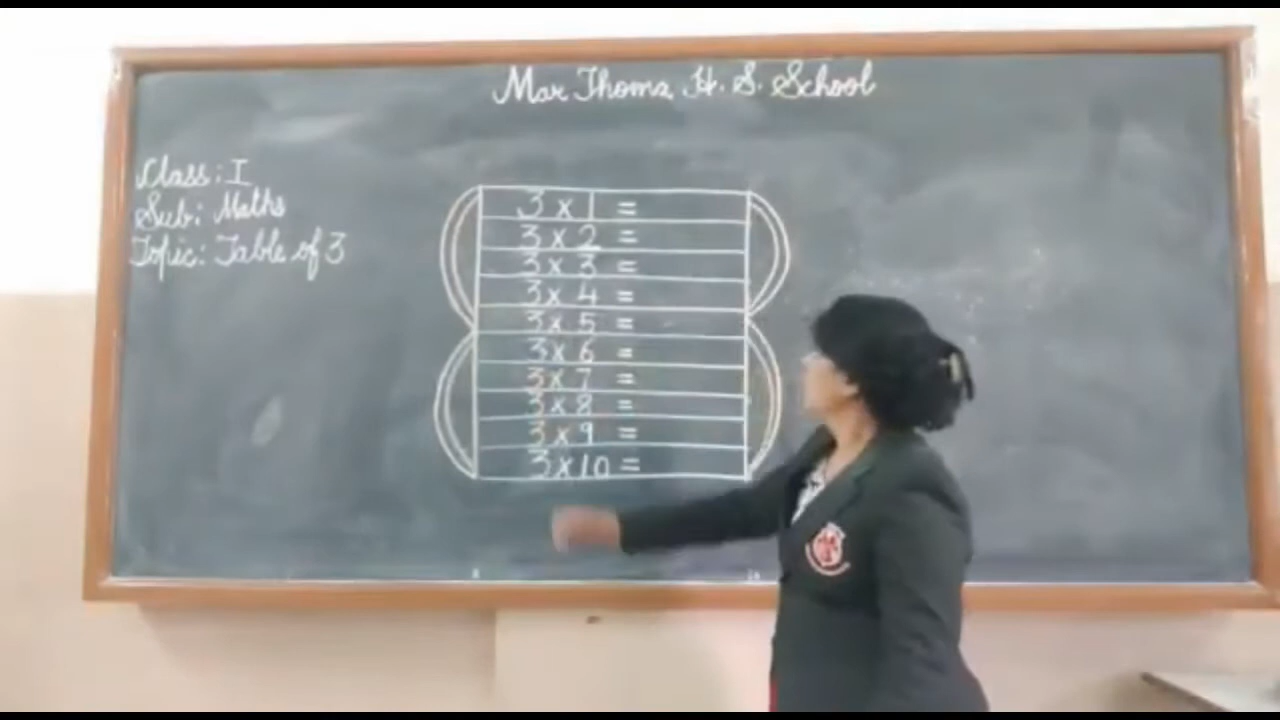 Mar Thoma H. S. School
Class: I
Sub: Maths
Topic: Table of 3
3 x 1 =
3 x 2 =
3 x 3 =
3 x 4 =
3 x 5 =
3 x 6 =
3 x 7 =
3 x 8 =
3 x 9 =
3 x 10 =